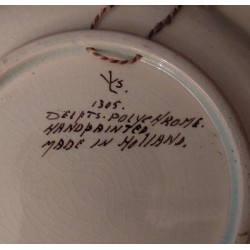 S.
1305.
DELFTS-POLYCHROME.
HANDPAINTED.
MADE IN HOLLAND.